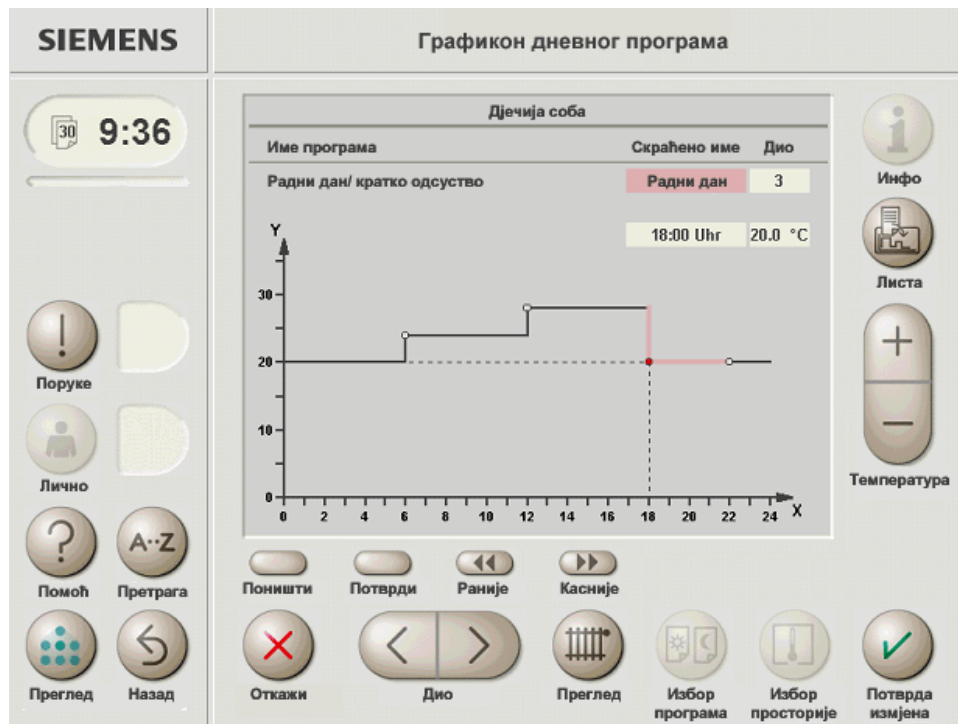 SIEMENS
Графикон дневног програма
30 9:36
Дјечија соба
Име програма Скраћено име Дио
Радни дан/ кратко одсуство Радни дан 3
18:00 Uhr 20.0 °C
Y
30
20
10
0
0 2 4 6 8 10 12 14 16 18 20 22 24 X
Инфо
Листа
+
−
Температура
!
Поруке
Лично
?
A··Z
Помоћ Претрага
Преглед Назад
Поништи Потврди Раније Касније
Откажи Дио Преглед Избор програма Избор просторије Потврда измјена